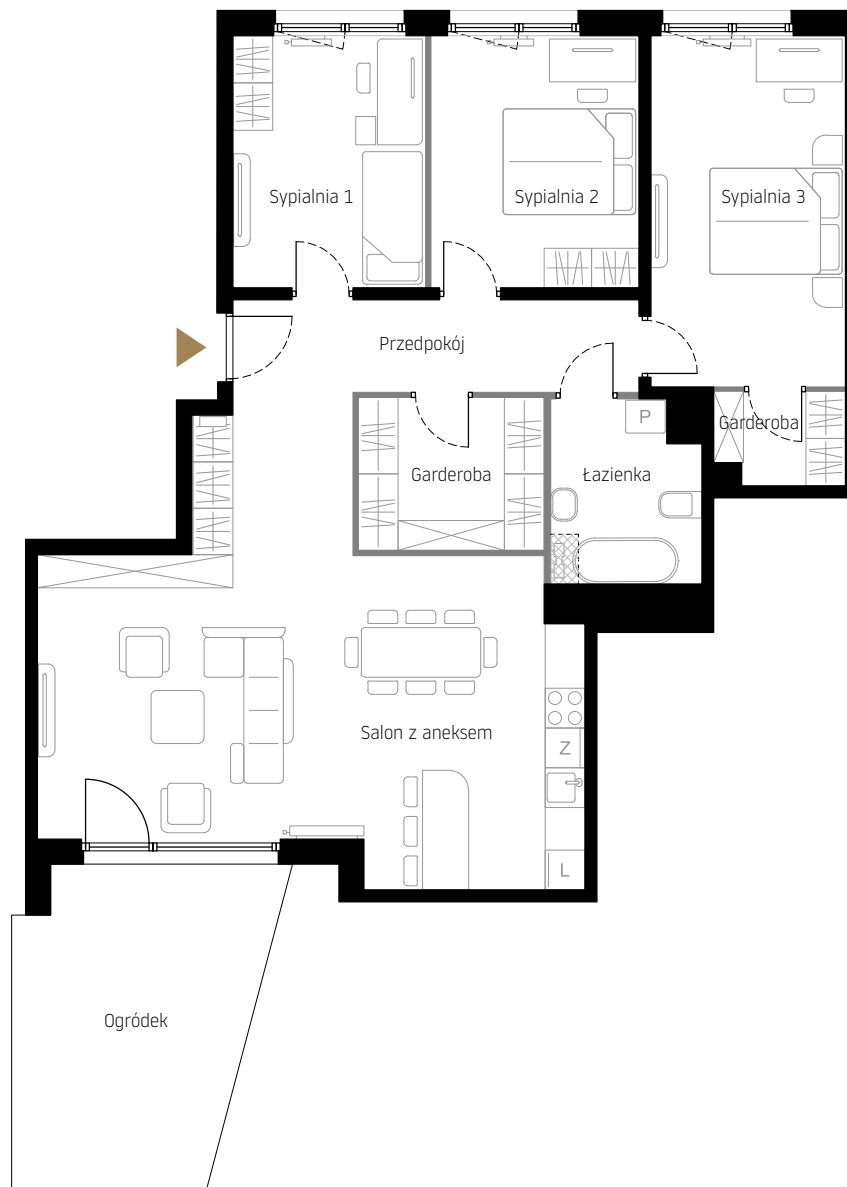 Sypialnia 1
Sypialnia 2
Sypialnia 3
Przedpokój
P
Garderoba
Garderoba
Łazienka
Salon z aneksem
Z
L
Ogródek